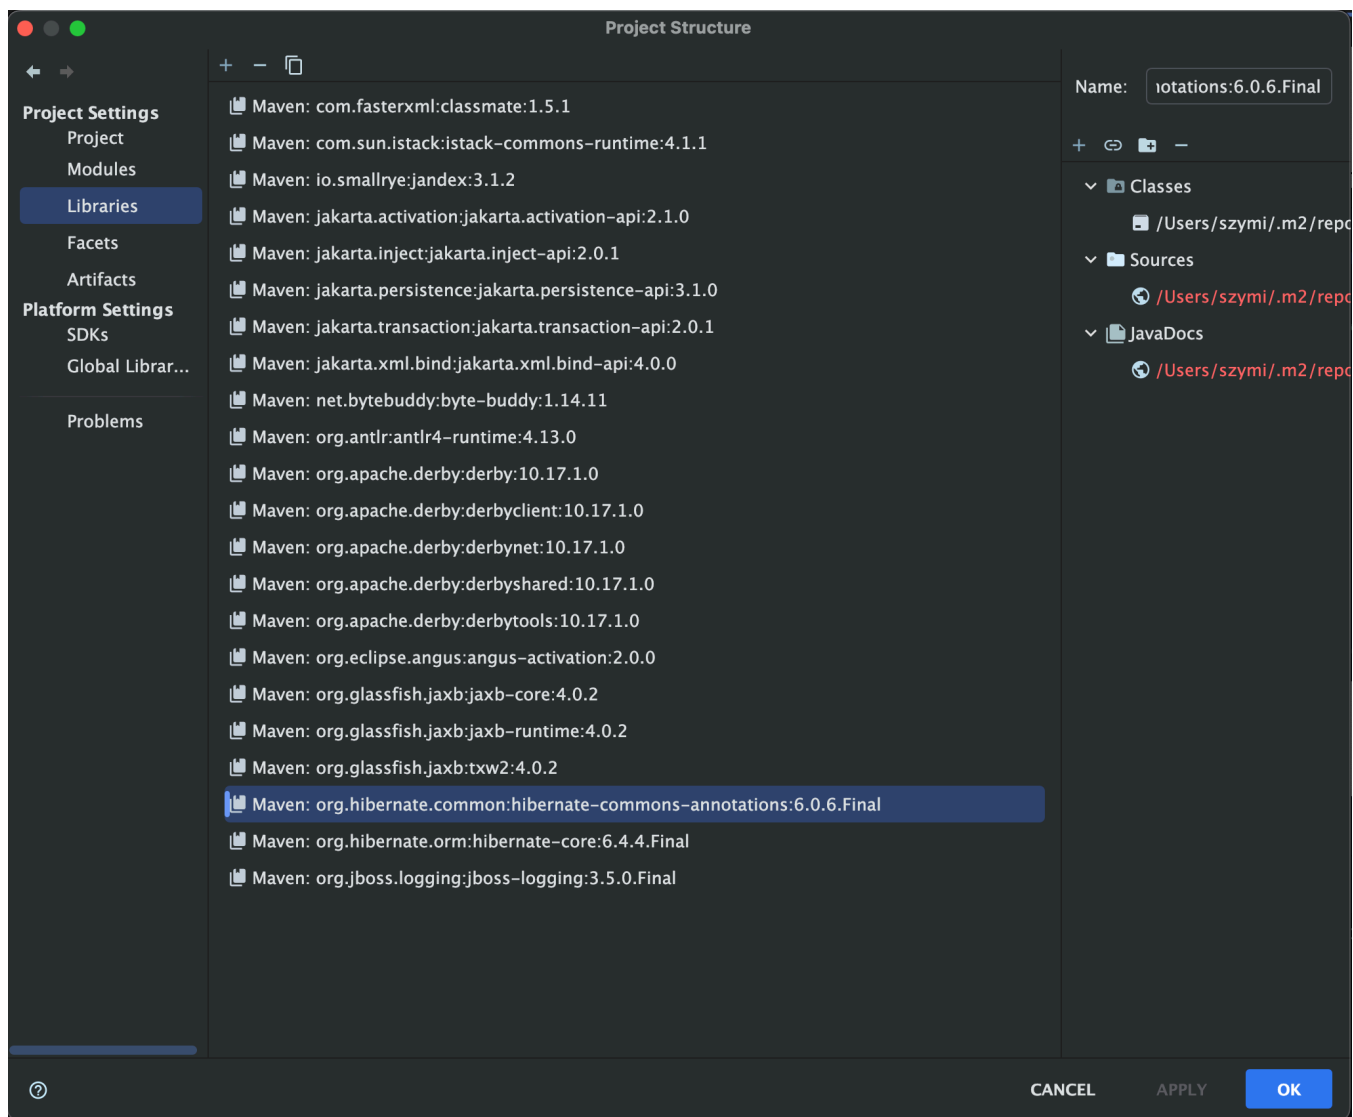 Project Structure
Project Settings
Project
Modules
Libraries
Facets
Artifacts
Platform Settings
SDKs
Global Librar...
Problems
Maven: com.fasterxml:classmate:1.5.1
Maven: com.sun.istack:istack-commons-runtime:4.1.1
Maven: io.smallrye:jandex:3.1.2
Maven: jakarta.activation:jakarta.activation-api:2.1.0
Maven: jakarta.inject:jakarta.inject-api:2.0.1
Maven: jakarta.persistence:jakarta.persistence-api:3.1.0
Maven: jakarta.transaction:jakarta.transaction-api:2.0.1
Maven: jakarta.xml.bind:jakarta.xml.bind-api:4.0.0
Maven: net.bytebuddy:byte-buddy:1.14.11
Maven: org.antlr:antlr4-runtime:4.13.0
Maven: org.apache.derby:derby:10.17.1.0
Maven: org.apache.derby:derbyclient:10.17.1.0
Maven: org.apache.derby:derbynet:10.17.1.0
Maven: org.apache.derby:derbyshared:10.17.1.0
Maven: org.apache.derby:derbytools:10.17.1.0
Maven: org.eclipse.angus:angus-activation:2.0.0
Maven: org.glassfish.jaxb:jaxb-core:4.0.2
Maven: org.glassfish.jaxb:jaxb-runtime:4.0.2
Maven: org.glassfish.jaxb:txw2:4.0.2
Maven: org.hibernate.common:hibernate-commons-annotations:6.0.6.Final
Maven: org.hibernate.orm:hibernate-core:6.4.4.Final
Maven: org.jboss.logging:jboss-logging:3.5.0.Final
Name: notations:6.0.6.Final
Classes
/Users/szymi/.m2/repo
Sources
/Users/szymi/.m2/repo
JavaDocs
/Users/szymi/.m2/repo
?
CANCEL APPLY OK